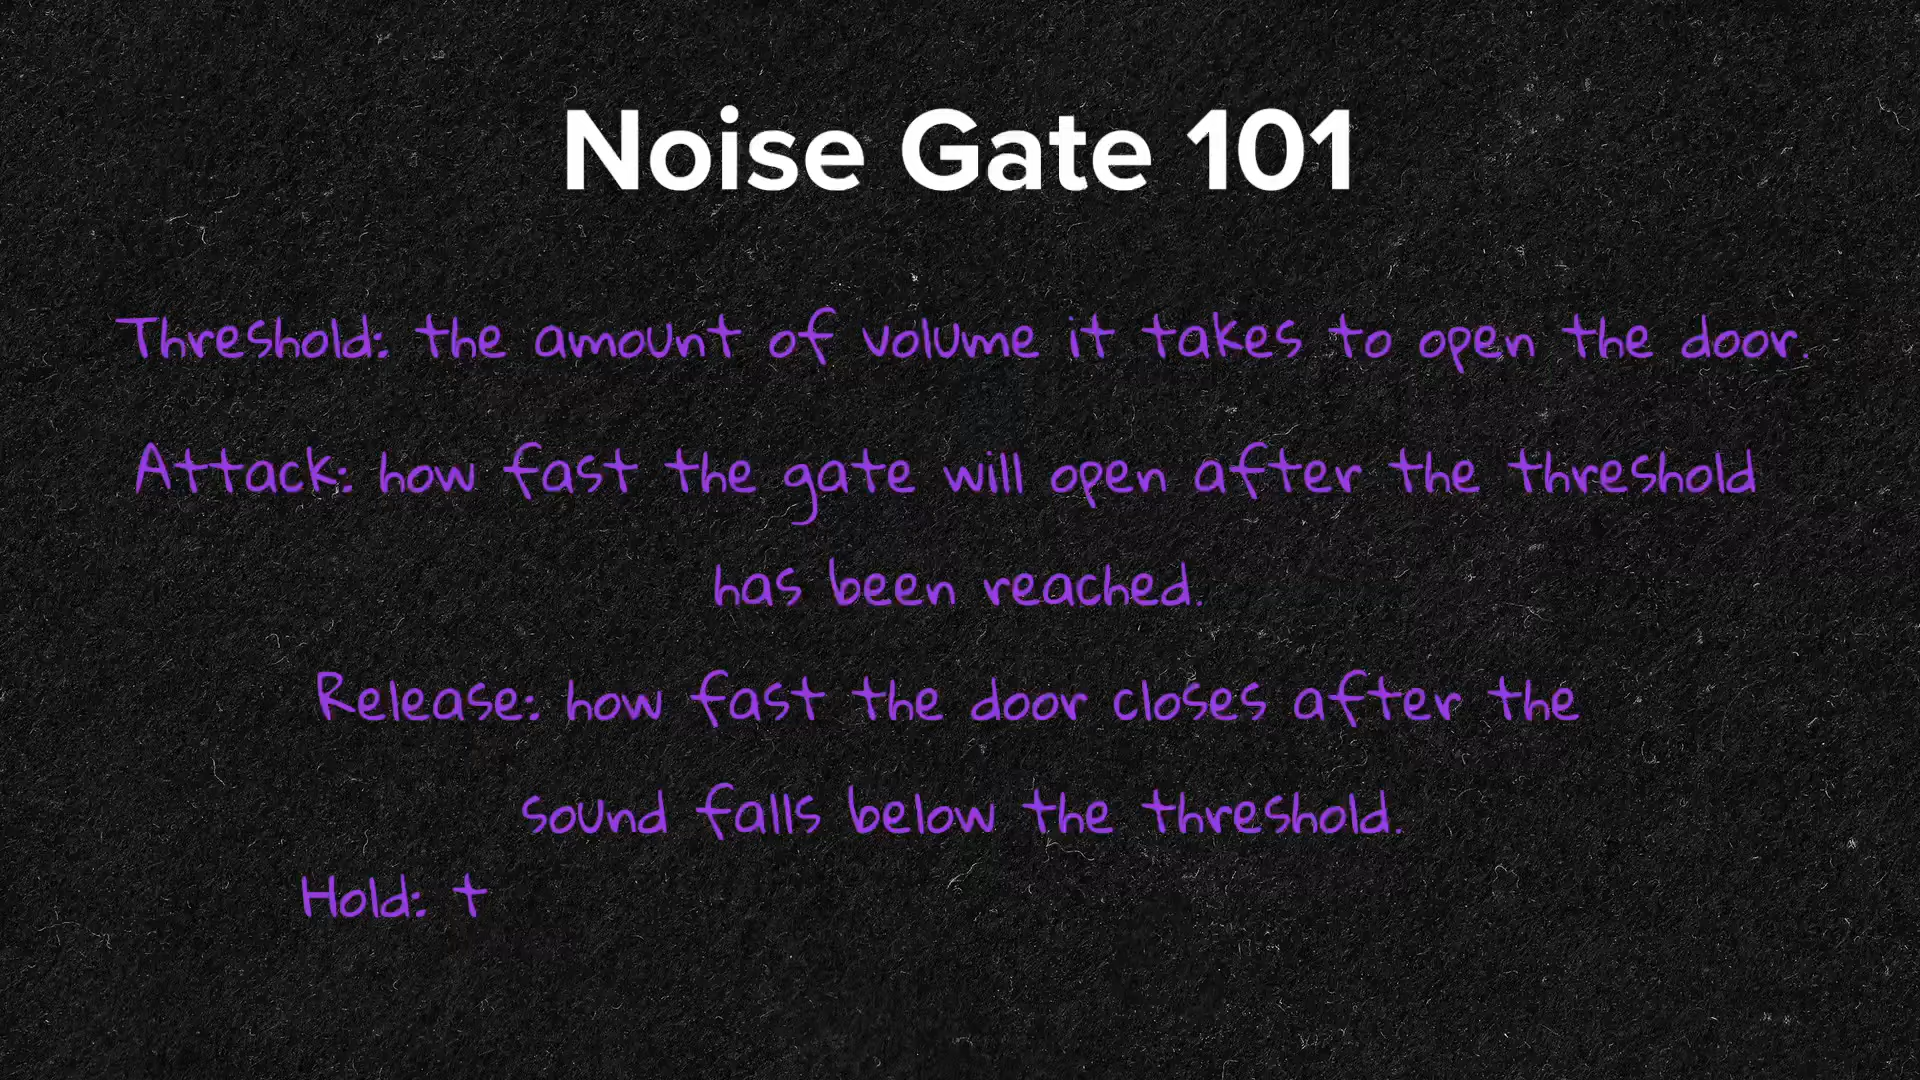 Noise Gate 101
Threshold: the amount of volume it takes to open the door.
Attack: how fast the gate will open after the threshold
has been reached.
Release: how fast the door closes after the
sound falls below the threshold.
Hold: t